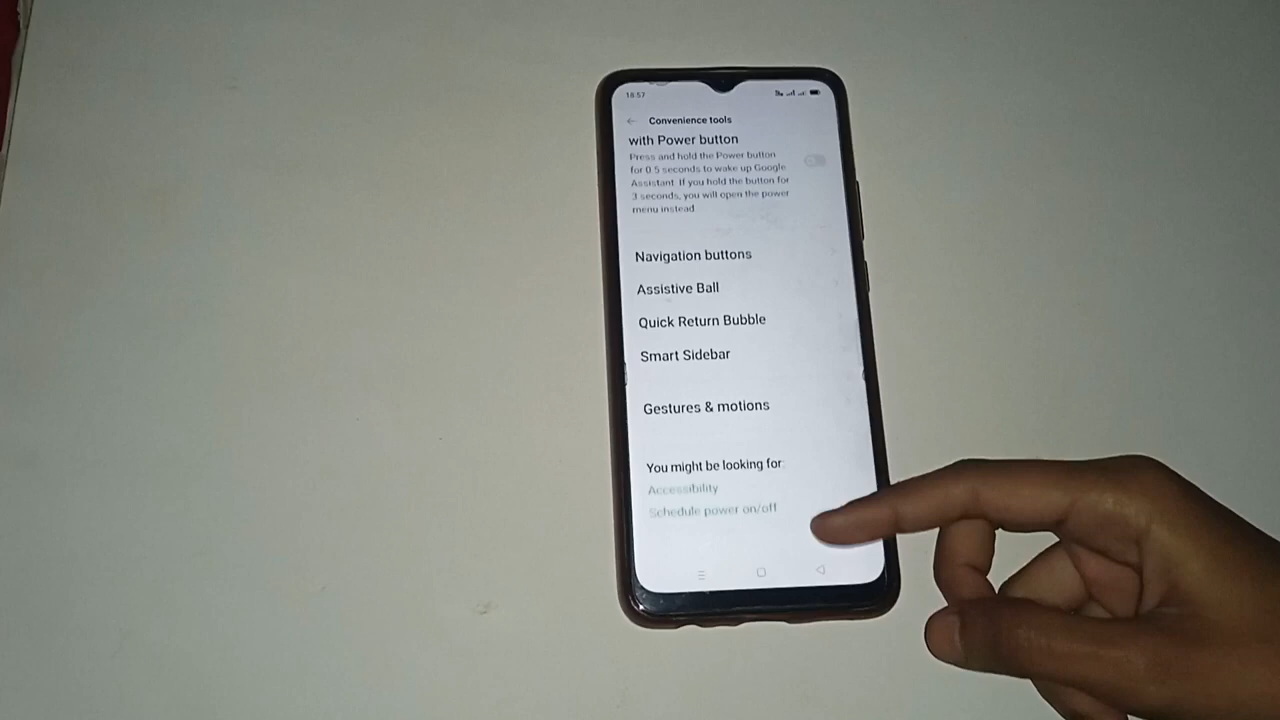 18:57
Convenience tools
with Power button
Press and hold the Power button
for 0.5 seconds to wake up Google
Assistant. If you hold the button for
3 seconds, you will open the power
menu instead
Navigation buttons
Assistive Ball
Quick Return Bubble
Smart Sidebar
Gestures & motions
You might be looking for:
Accessibility
Schedule power on/off